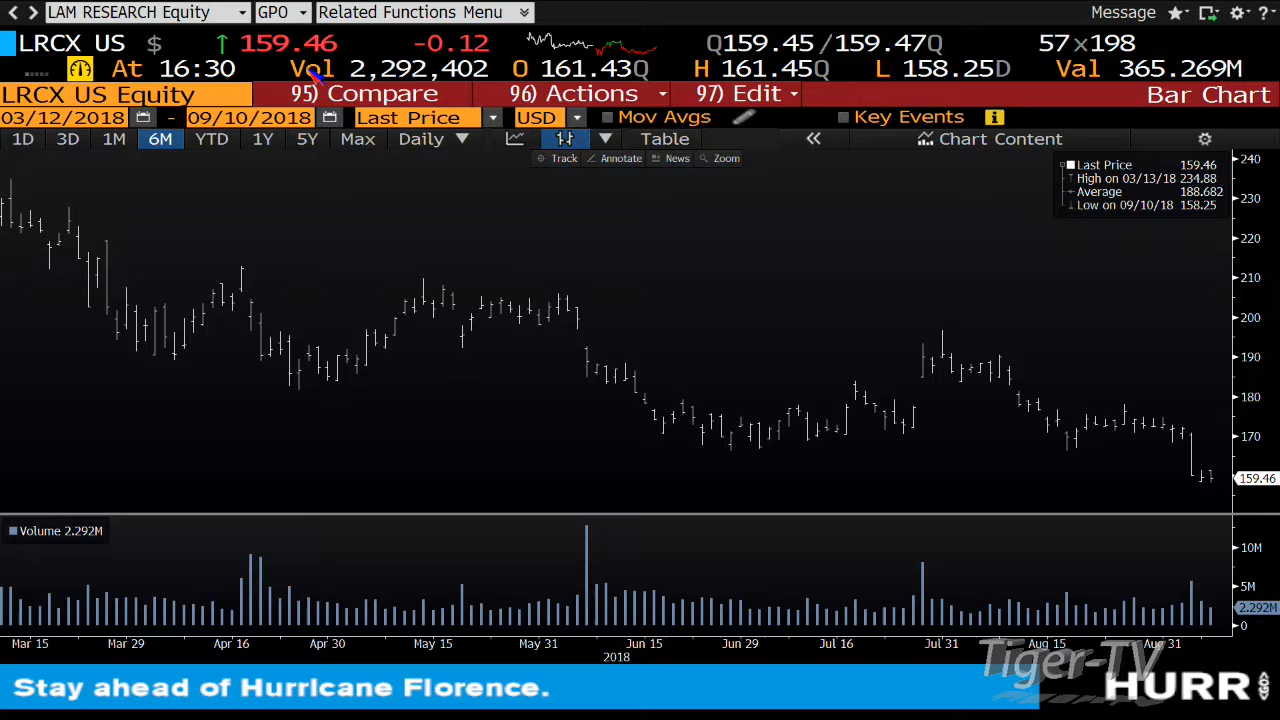 LAM RESEARCH Equity GPO Related Functions Menu Message
LRCX US $ ↑ 159.46 -0.12 Q159.45/159.47Q 57×198
At 16:30 Vol 2,292,402 O 161.43Q H 161.45Q L 158.25D Val 365.269M
LRCX US Equity 95) Compare 96) Actions 97) Edit Bar Chart
03/12/2018 - 09/10/2018 Last Price USD Mov Avgs Key Events
1D 3D 1M 6M YTD 1Y 5Y Max Daily Table « Chart Content
Track Annotate News Zoom
Last Price 159.46
High on 03/13/18 234.88
Average 188.682
Low on 09/10/18 158.25
240
230
220
210
200
190
180
170
159.46
Volume 2.292M
10M
5M
2.292M
0
Mar 15 Mar 29 Apr 16 Apr 30 May 15 May 31 Jun 15 Jun 29 Jul 16 Jul 31 Aug 15 Aug 31
2018
Tiger-TV
Stay ahead of Hurricane Florence.
HURR